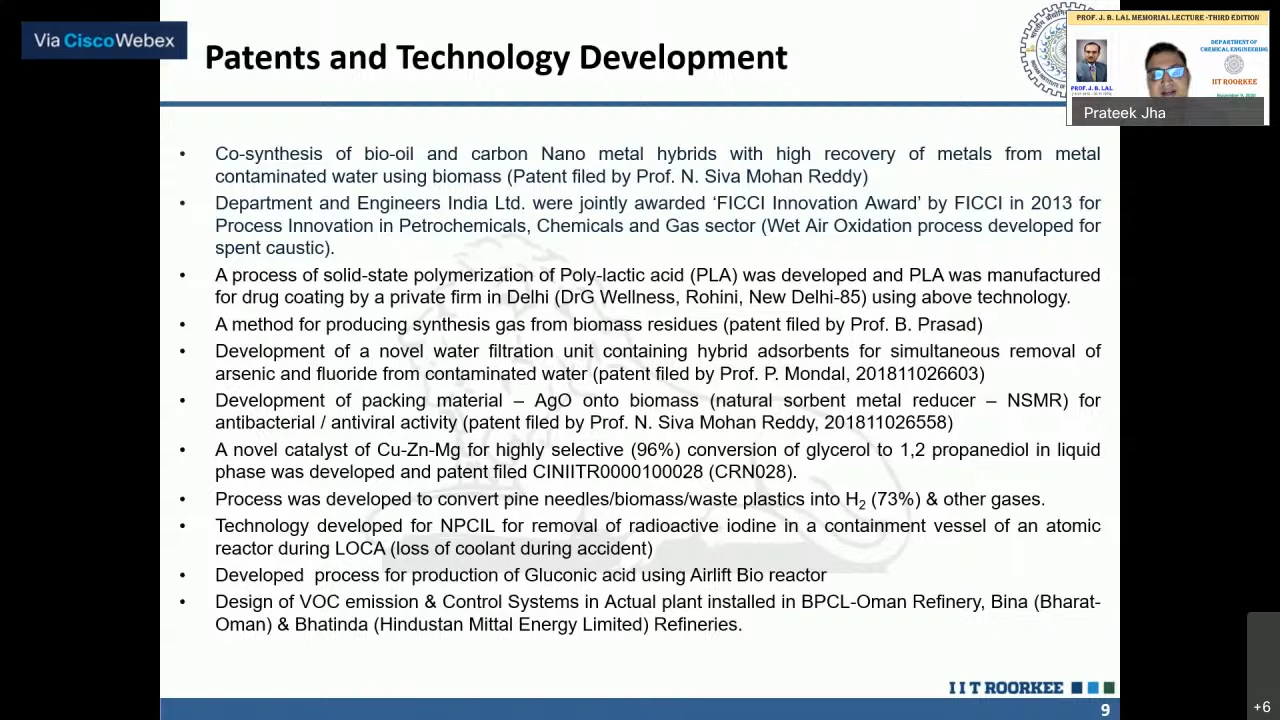 Via Cisco Webex
Patents and Technology Development
PROF. J. B. LAL MEMORIAL LECTURE -THIRD EDITION
DEPARTMENT OF
CHEMICAL ENGINEERING
IIT ROORKEE
PROF. J. B. LAL
November 9, 2020
Prateek Jha
• Co-synthesis of bio-oil and carbon Nano metal hybrids with high recovery of metals from metal
contaminated water using biomass (Patent filed by Prof. N. Siva Mohan Reddy)
• Department and Engineers India Ltd. were jointly awarded ‘FICCI Innovation Award’ by FICCI in 2013 for
Process Innovation in Petrochemicals, Chemicals and Gas sector (Wet Air Oxidation process developed for
spent caustic).
• A process of solid-state polymerization of Poly-lactic acid (PLA) was developed and PLA was manufactured
for drug coating by a private firm in Delhi (DrG Wellness, Rohini, New Delhi-85) using above technology.
• A method for producing synthesis gas from biomass residues (patent filed by Prof. B. Prasad)
• Development of a novel water filtration unit containing hybrid adsorbents for simultaneous removal of
arsenic and fluoride from contaminated water (patent filed by Prof. P. Mondal, 201811026603)
• Development of packing material – AgO onto biomass (natural sorbent metal reducer – NSMR) for
antibacterial / antiviral activity (patent filed by Prof. N. Siva Mohan Reddy, 201811026558)
• A novel catalyst of Cu-Zn-Mg for highly selective (96%) conversion of glycerol to 1,2 propanediol in liquid
phase was developed and patent filed CINIITR0000100028 (CRN028).
• Process was developed to convert pine needles/biomass/waste plastics into H2 (73%) & other gases.
• Technology developed for NPCIL for removal of radioactive iodine in a containment vessel of an atomic
reactor during LOCA (loss of coolant during accident)
• Developed process for production of Gluconic acid using Airlift Bio reactor
• Design of VOC emission & Control Systems in Actual plant installed in BPCL-Oman Refinery, Bina (Bharat-
Oman) & Bhatinda (Hindustan Mittal Energy Limited) Refineries.
I I T ROORKEE
9
+6